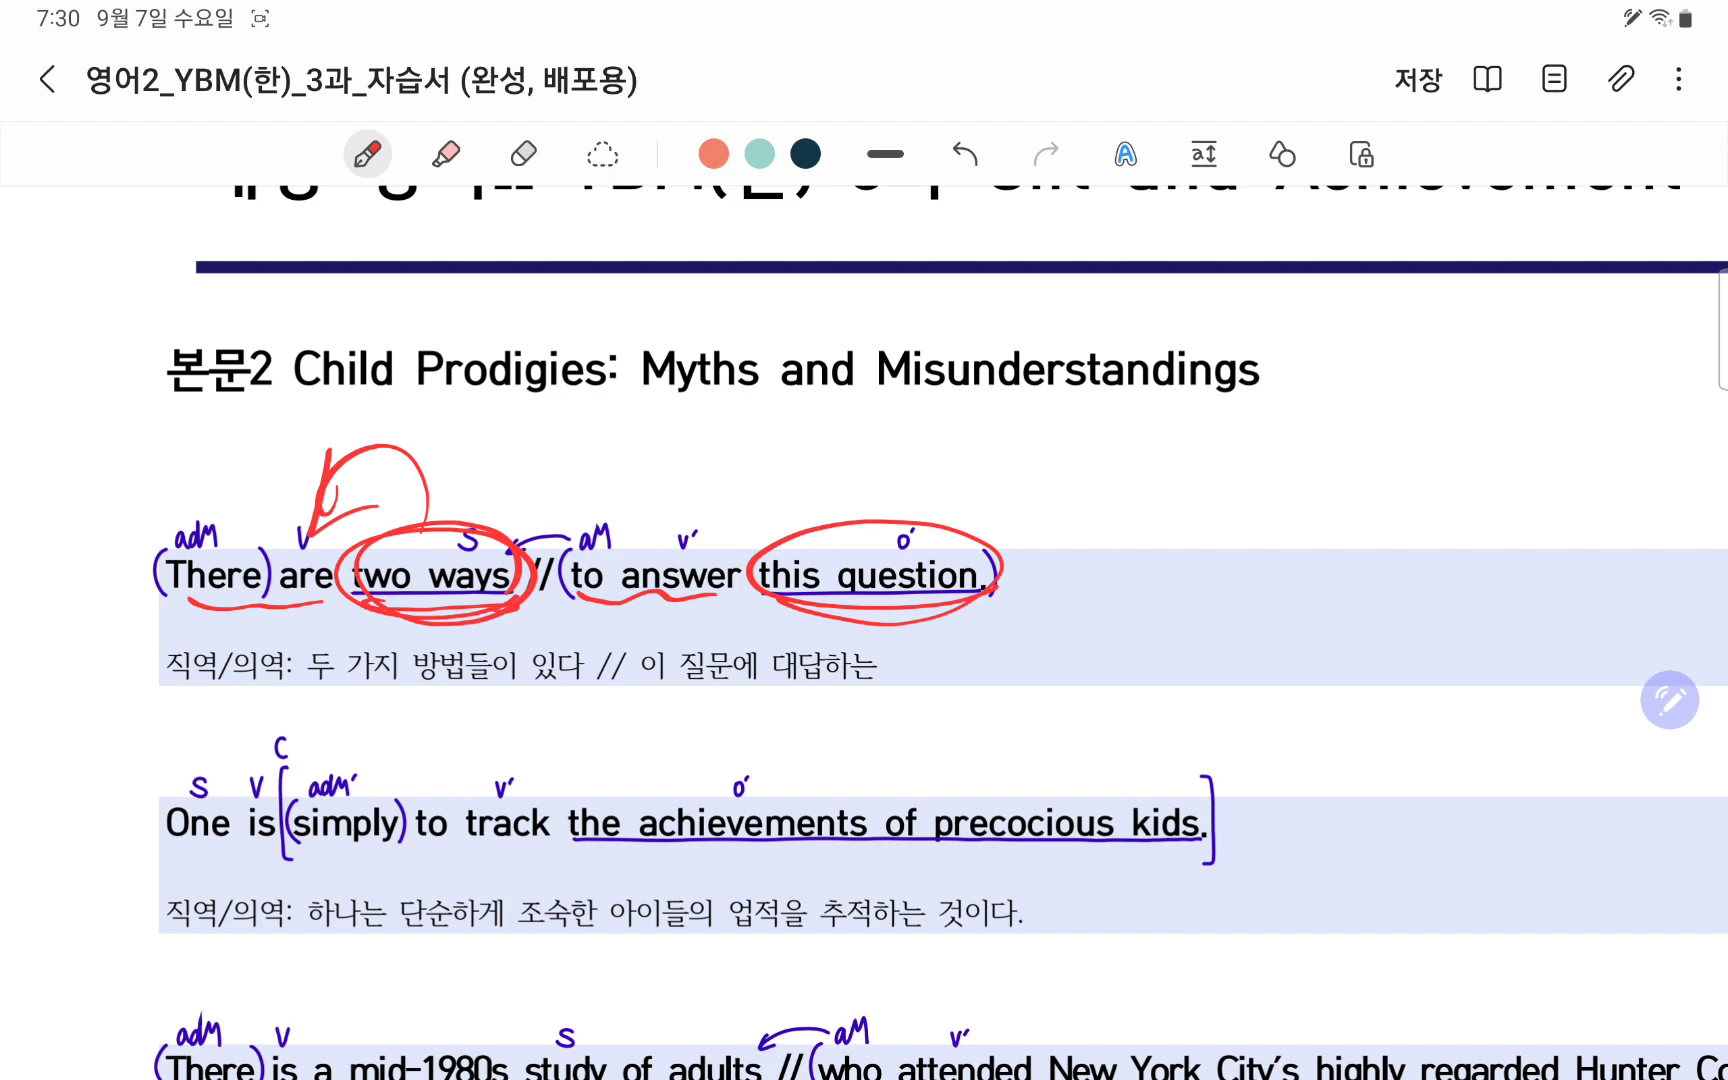 7:30 9월 7일 수요일
영어2_YBM(한)_3과_자습서 (완성, 배포용)
저장
본문2 Child Prodigies: Myths and Misunderstandings
adM V S aM v' o'
(There) are two ways // (to answer this question.)
직역/의역: 두 가지 방법들이 있다 // 이 질문에 대답하는
C
S V adM' v' o'
One is [(simply) to track the achievements of precocious kids.]
직역/의역: 하나는 단순하게 조숙한 아이들의 업적을 추적하는 것이다.
adM V S aM v'
(There) is a mid-1980s study of adults // (who attended New York City's highly regarded Hunter